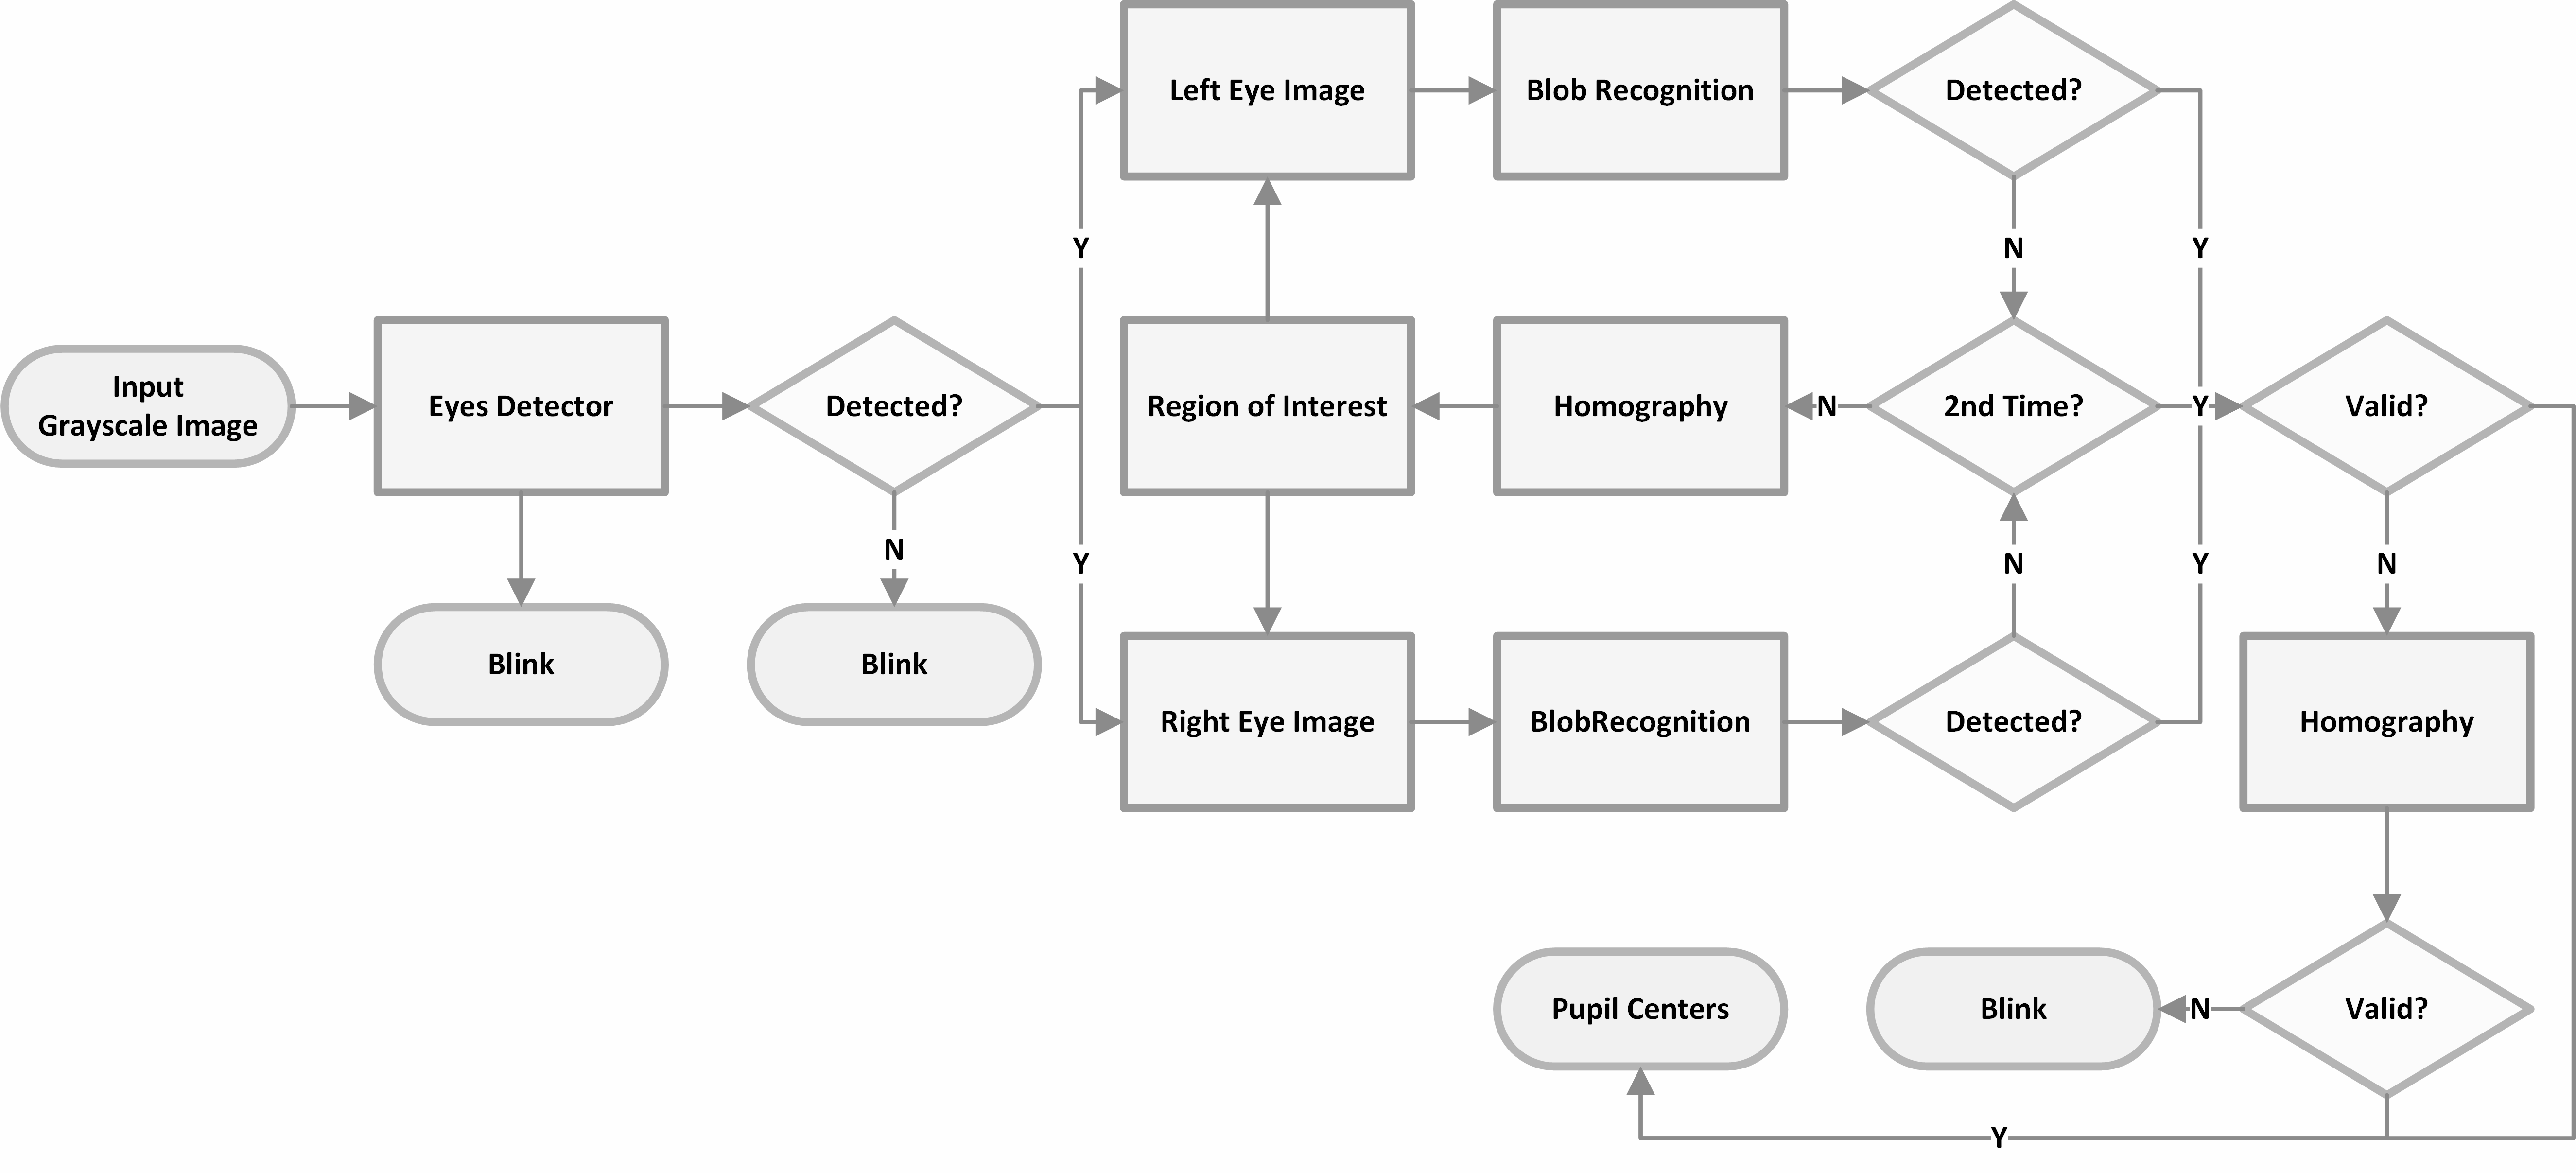 Left Eye Image
Blob Recognition
Detected?
Y
N
Y
Input
Grayscale Image
Eyes Detector
Detected?
Region of Interest
Homography
N
2nd Time?
Y
Valid?
N
Y
N
Y
N
Blink
Blink
Right Eye Image
BlobRecognition
Detected?
Homography
Pupil Centers
Blink
N
Valid?
Y